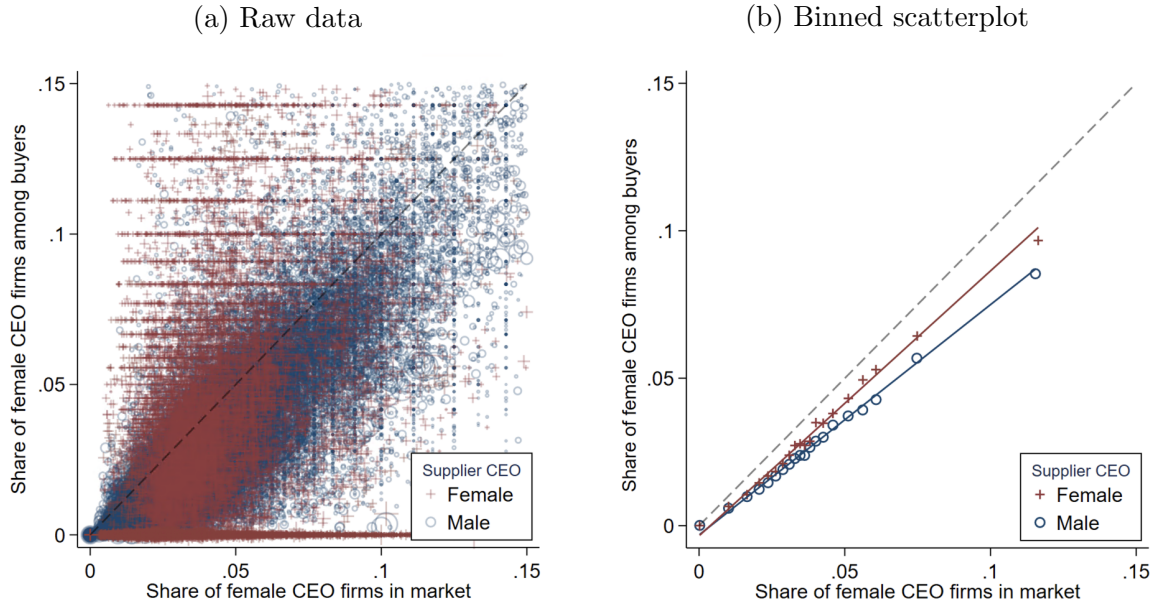 (a) Raw data
Share of female CEO firms among buyers
.15
.1
.05
0
0
.05
.1
.15
Share of female CEO firms in market
Supplier CEO
Female
Male
(b) Binned scatterplot
Share of female CEO firms among buyers
.15
.1
.05
0
0
.05
.1
.15
Share of female CEO firms in market
Supplier CEO
Female
Male